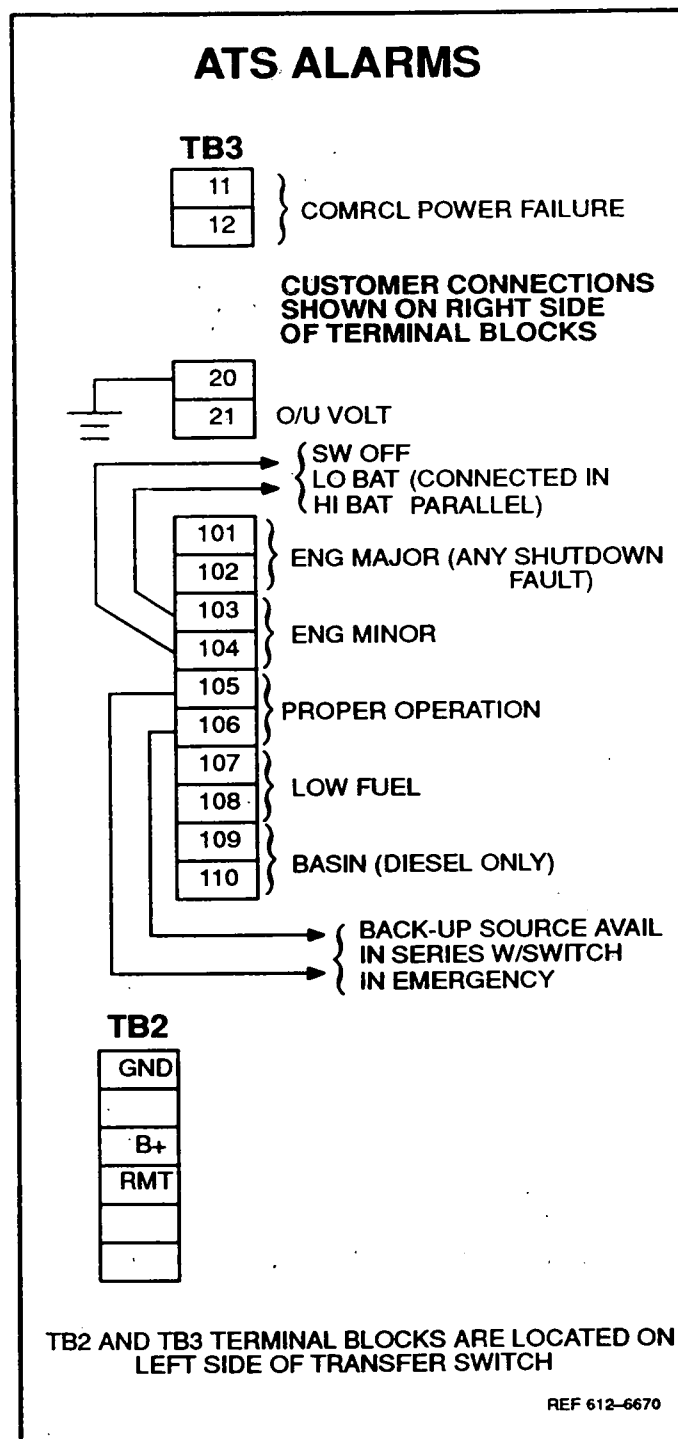 ATS ALARMS
TB3
11
12
COMRCL POWER FAILURE
CUSTOMER CONNECTIONS
SHOWN ON RIGHT SIDE
OF TERMINAL BLOCKS
20
21 O/U VOLT
SW OFF
LO BAT (CONNECTED IN
HI BAT PARALLEL)
101
102
ENG MAJOR (ANY SHUTDOWN
FAULT)
103
104
ENG MINOR
105
106
PROPER OPERATION
107
108
LOW FUEL
109
110
BASIN (DIESEL ONLY)
BACK-UP SOURCE AVAIL
IN SERIES W/SWITCH
IN EMERGENCY
TB2
GND
B+
RMT
TB2 AND TB3 TERMINAL BLOCKS ARE LOCATED ON
LEFT SIDE OF TRANSFER SWITCH
REF 612–6670